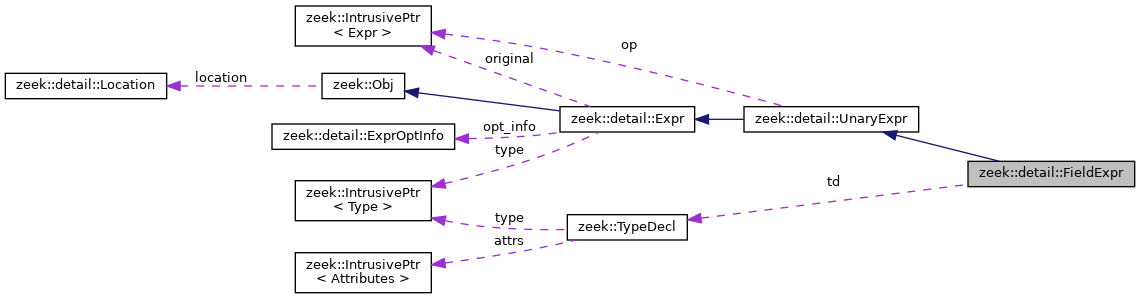 zeek::IntrusivePtr
< Expr >
op
original
zeek::detail::Location
location
zeek::Obj
zeek::detail::Expr
zeek::detail::UnaryExpr
zeek::detail::ExprOptInfo
opt_info
type
zeek::detail::FieldExpr
td
zeek::IntrusivePtr
< Type >
type
zeek::TypeDecl
attrs
zeek::IntrusivePtr
< Attributes >